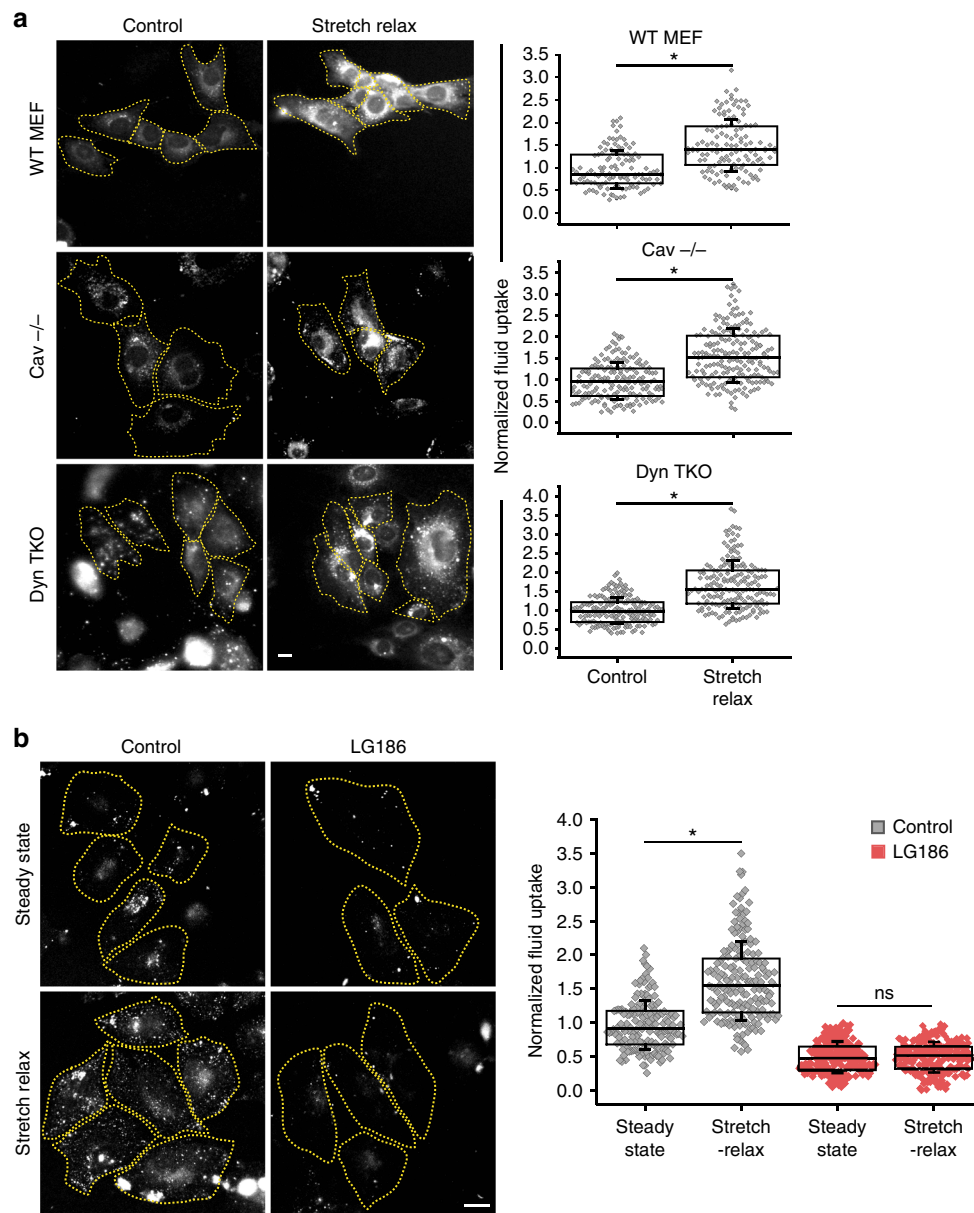 a
Control
Stretch relax
WT MEF
Cav –/–
Dyn TKO
Normalized fluid uptake
WT MEF
*
3.5
3.0
2.5
2.0
1.5
1.0
0.5
0.0
Cav –/–
*
3.5
3.0
2.5
2.0
1.5
1.0
0.5
0.0
Dyn TKO
*
4.0
3.5
3.0
2.5
2.0
1.5
1.0
0.5
0.0
Control
Stretch
relax
b
Control
LG186
Steady state
Stretch relax
Normalized fluid uptake
4.0
3.5
3.0
2.5
2.0
1.5
1.0
0.5
0.0
*
ns
Control
LG186
Steady
state
Stretch
-relax
Steady
state
Stretch
-relax